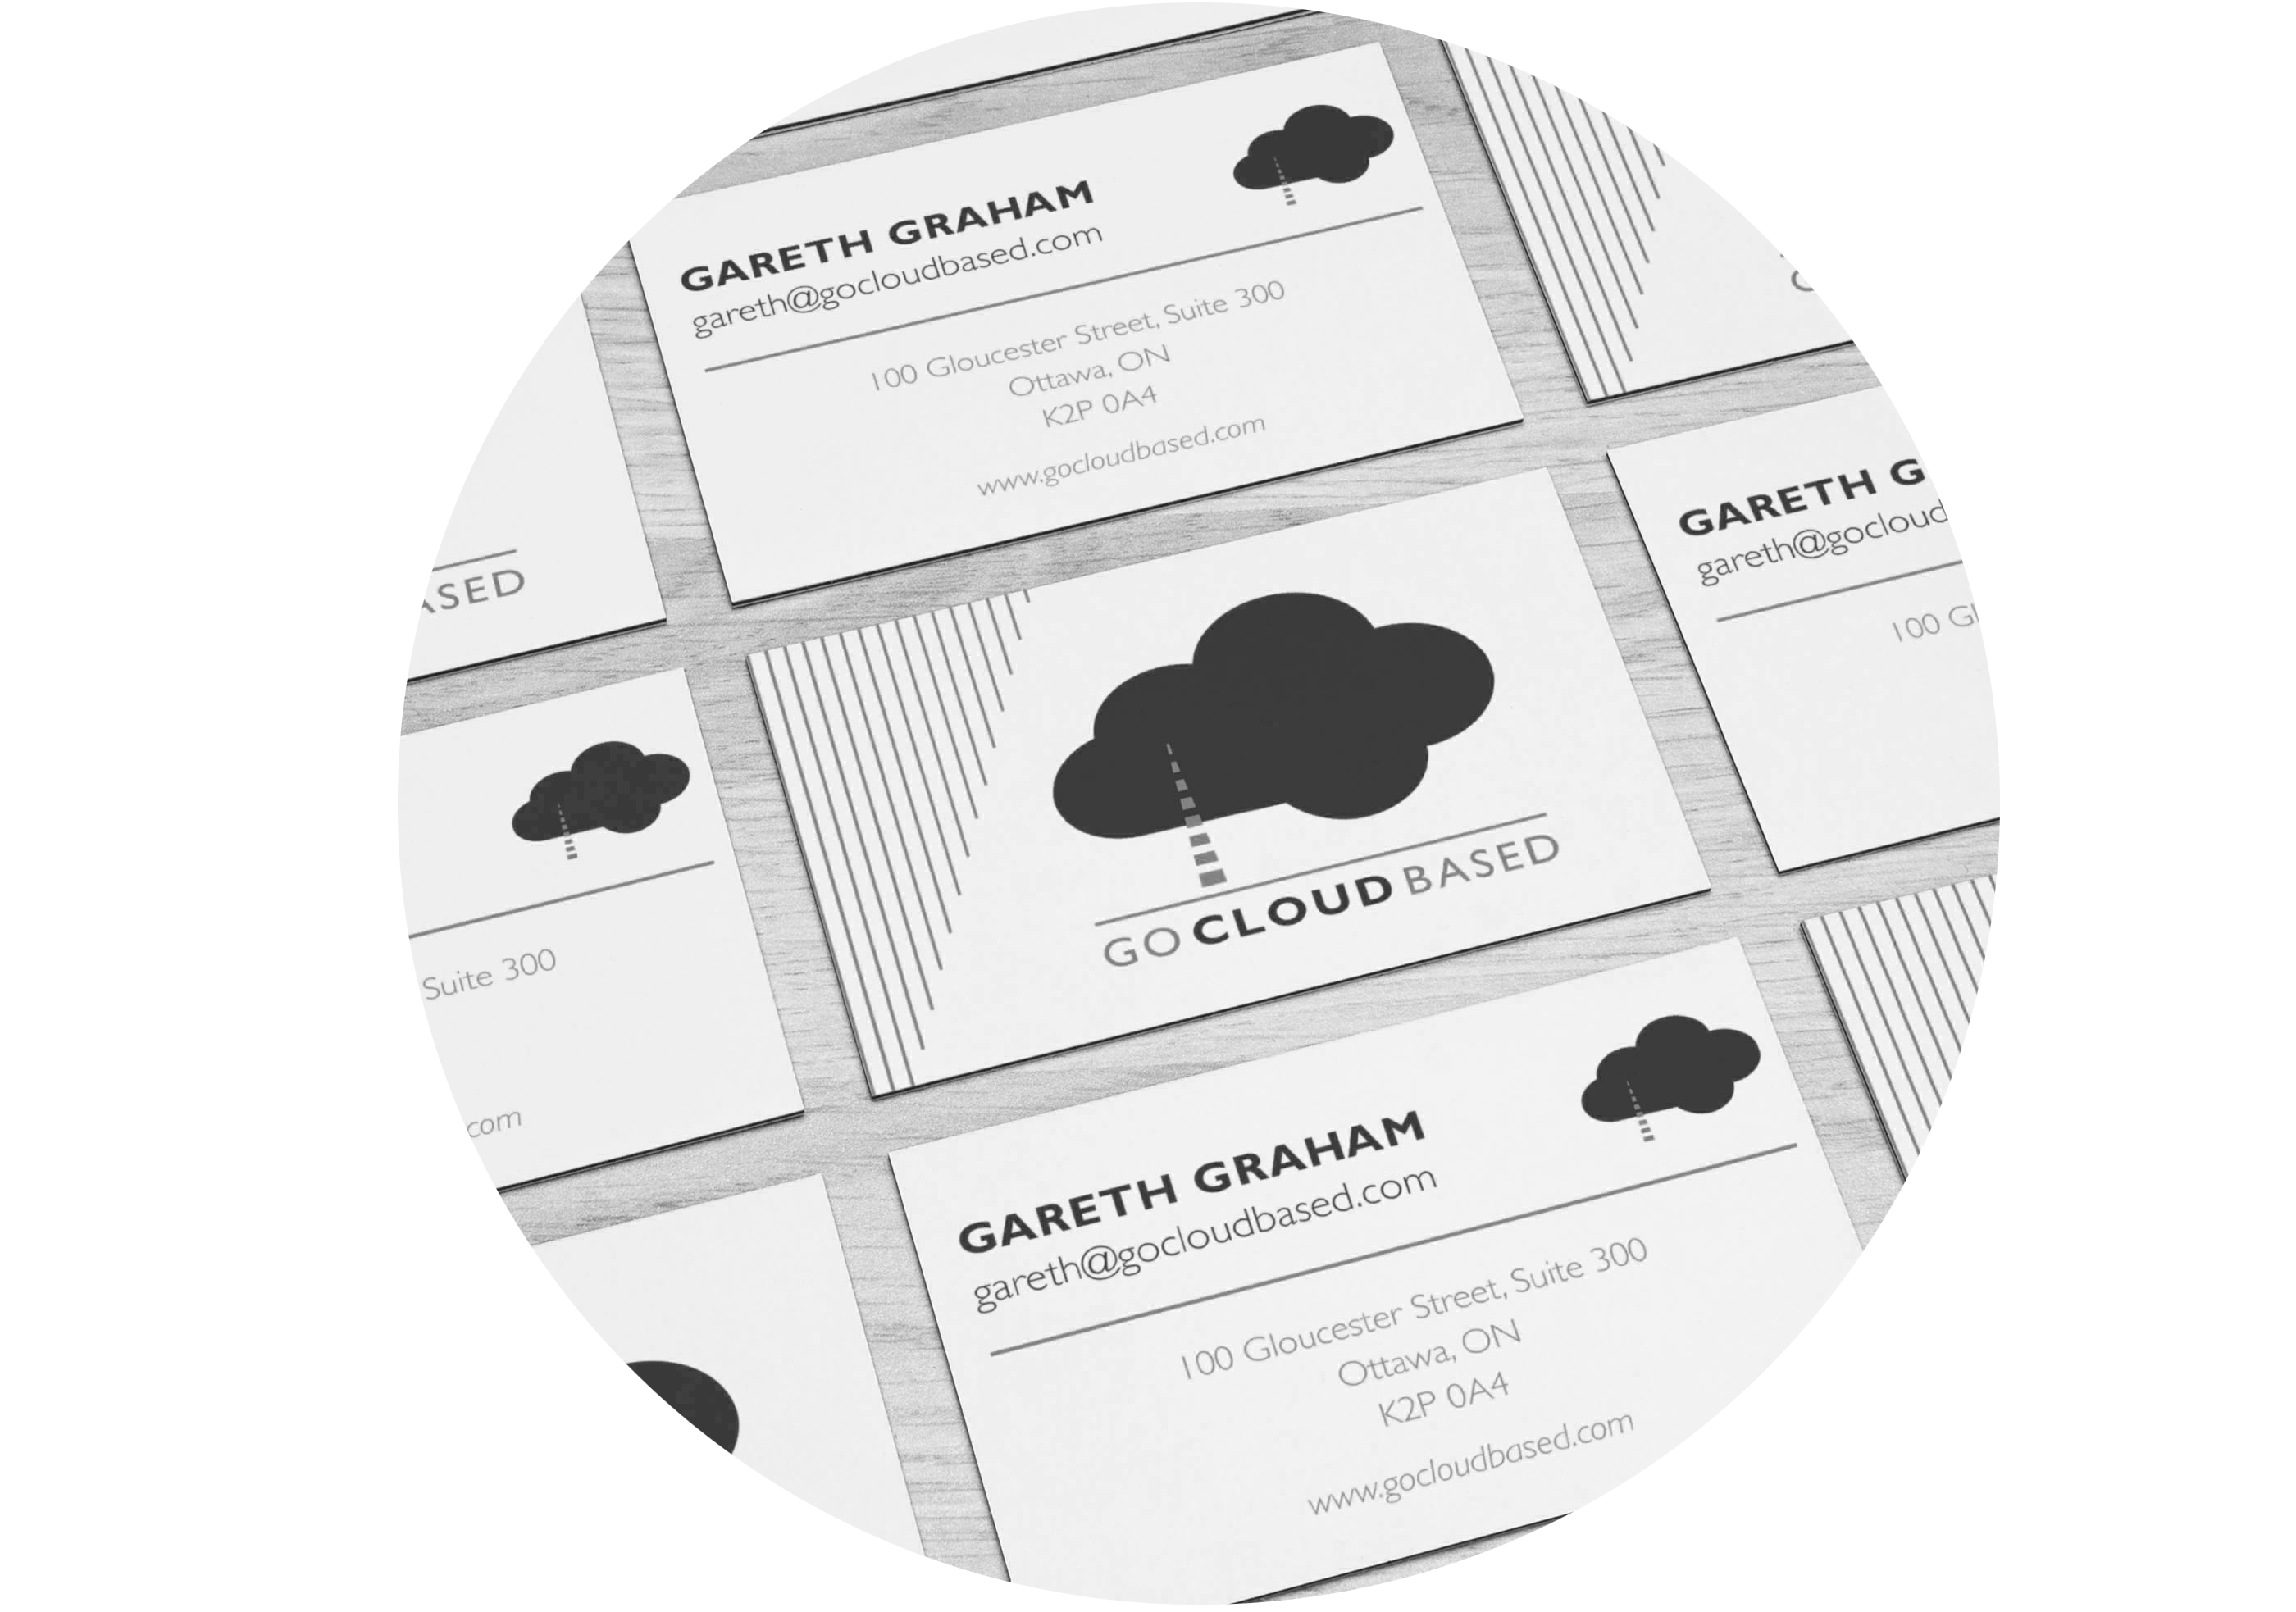 GARETH GRAHAM
gareth@gocloudbased.com
100 Gloucester Street, Suite 300
Ottawa, ON
K2P 0A4
www.gocloudbased.com
ASED
GARETH G
gareth@gocloud
100 Gl
GO CLOUD BASED
Suite 300
.com
GARETH GRAHAM
gareth@gocloudbased.com
100 Gloucester Street, Suite 300
Ottawa, ON
K2P 0A4
www.gocloudbased.com